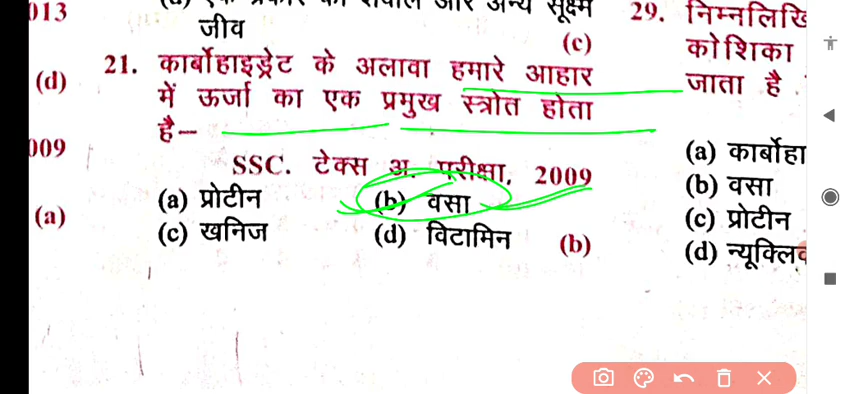 013
जीव
(c)
(d)
21. कार्बोहाइड्रेट के अलावा हमारे आहार
में ऊर्जा का एक प्रमुख स्त्रोत होता
है–
009
SSC. टेक्स अ. परीक्षा, 2009
(a)
(a) प्रोटीन (b) वसा
(c) खनिज (d) विटामिन (b)
29. निम्नलिखि
कोशिका
जाता है
(a) कार्बोहा
(b) वसा
(c) प्रोटीन
(d) न्यूक्लि